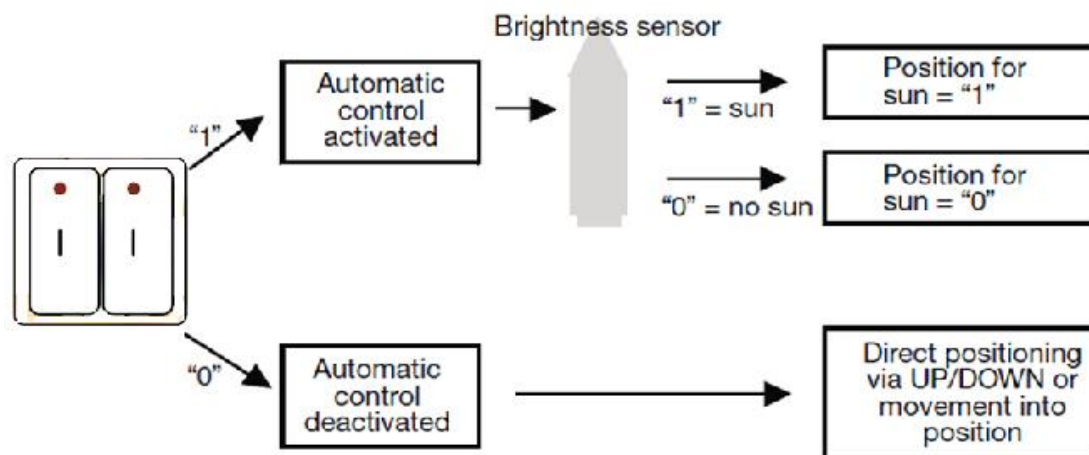 Brightness sensor
"1"
Automatic
control
activated
"1" = sun
Position for
sun = "1"
"0" = no sun
Position for
sun = "0"
"0"
Automatic
control
deactivated
Direct positioning
via UP/DOWN or
movement into
position